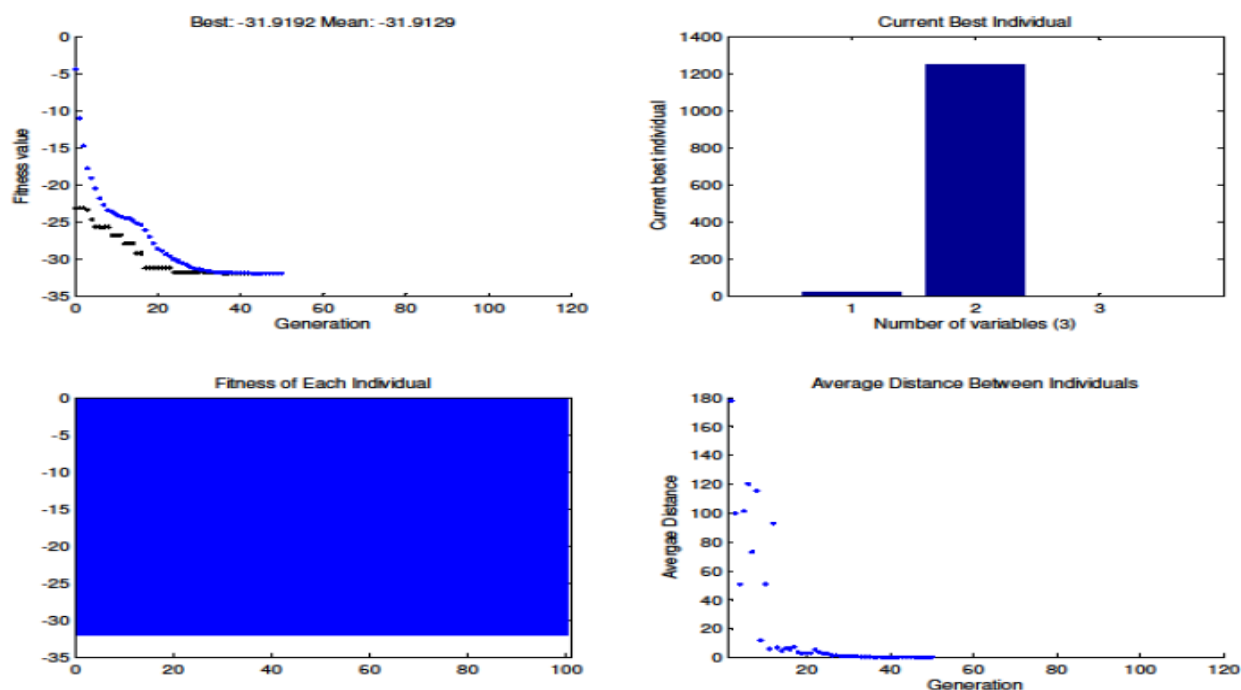 Best: -31.9192 Mean: -31.9129
0
-5
-10
-15
-20
-25
-30
-35
Fitness value
0 20 40 60 80 100 120
Generation
Current Best Individual
1400
1200
1000
800
600
400
200
0
Current best individual
1 2 3
Number of variables (3)
Fitness of Each Individual
0
-5
-10
-15
-20
-25
-30
-35
0 20 40 60 80 100
Average Distance Between Individuals
180
160
140
120
100
80
60
40
20
0
Avergae Distance
20 40 60 80 100 120
Generation